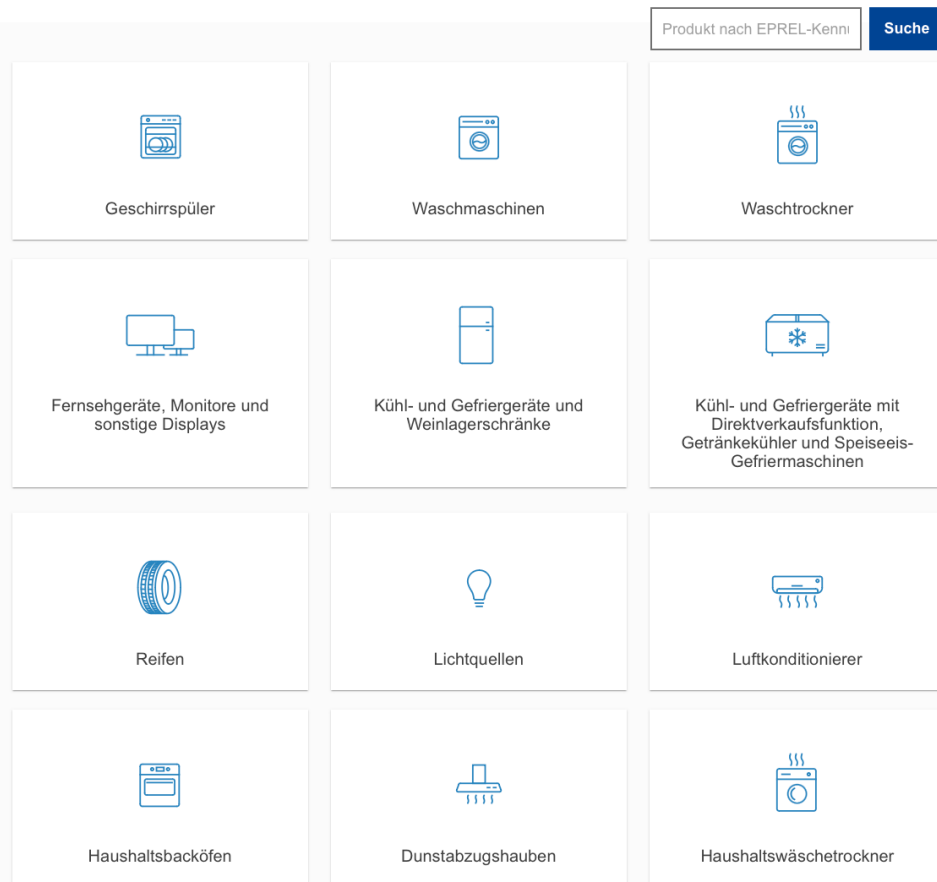 Produkt nach EPREL-Kenn
Suche
Geschirrspüler
Waschmaschinen
Waschtrockner
Fernsehgeräte, Monitore und
sonstige Displays
Kühl- und Gefriergeräte und
Weinlagerschränke
Kühl- und Gefriergeräte mit
Direktverkaufsfunktion,
Getränkekühler und Speiseeis-
Gefriermaschinen
Reifen
Lichtquellen
Luftkonditionierer
Haushaltsbacköfen
Dunstabzugshauben
Haushaltswäschetrockner